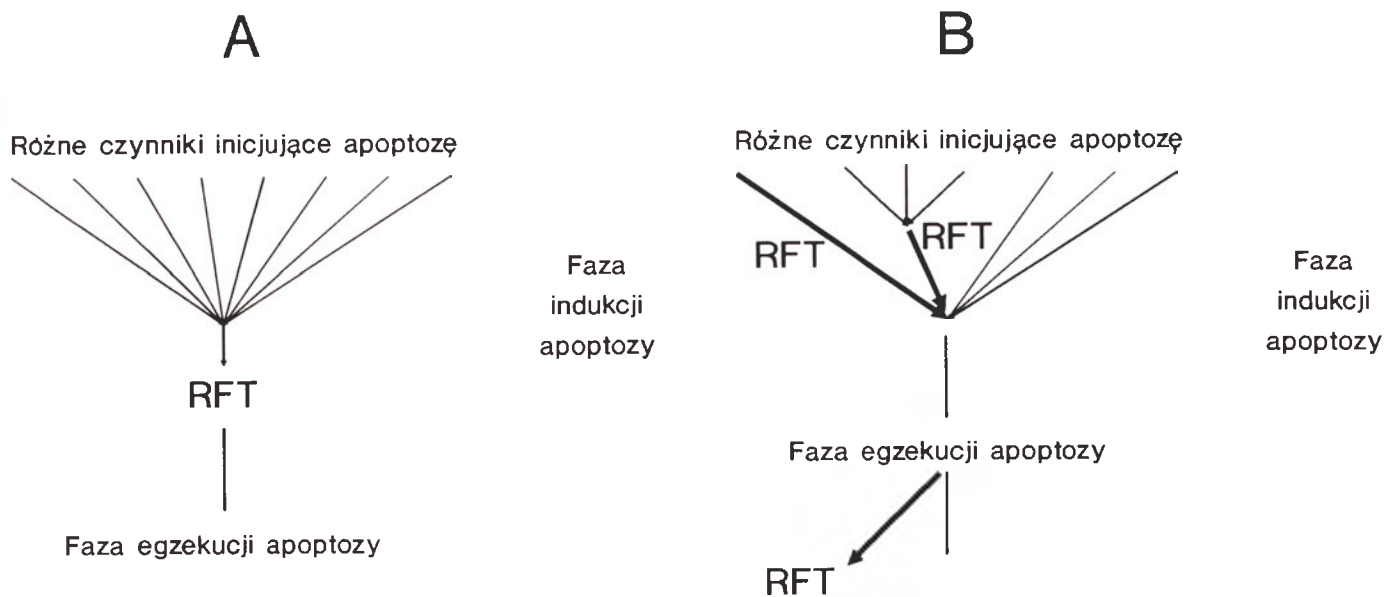 A
Różne czynniki inicjujące apoptozę
Faza
indukcji
apoptozy
RFT
Faza egzekucji apoptozy
B
Różne czynniki inicjujące apoptozę
RFT
RFT
Faza
indukcji
apoptozy
Faza egzekucji apoptozy
RFT